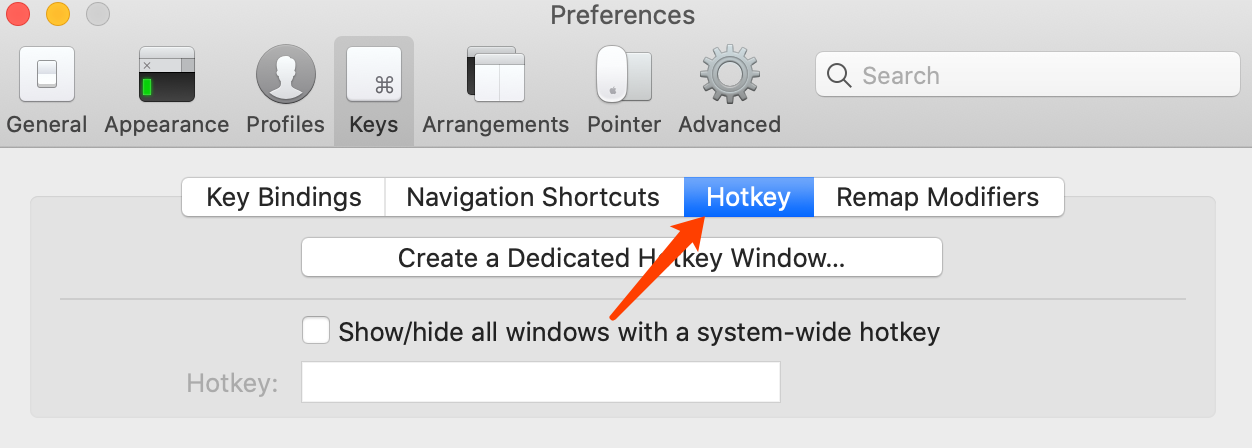 Preferences
General Appearance Profiles Keys Arrangements Pointer Advanced Search
Key Bindings Navigation Shortcuts Hotkey Remap Modifiers
Create a Dedicated Hotkey Window...
Show/hide all windows with a system-wide hotkey
Hotkey: